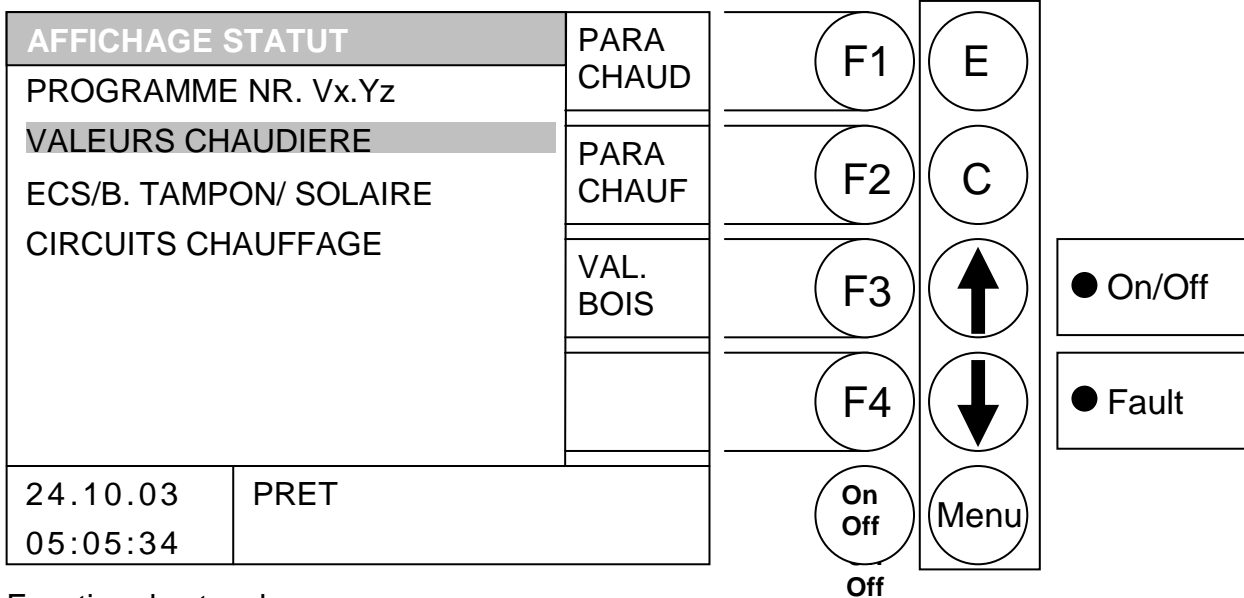 AFFICHAGE STATUT
PROGRAMME NR. Vx.Yz
VALEURS CHAUDIERE
ECS/B. TAMPON/ SOLAIRE
CIRCUITS CHAUFFAGE
PARA
CHAUD
PARA
CHAUF
VAL.
BOIS
24.10.03
05:05:34
PRET
F1
F2
F3
F4
On
Off
Off
E
C
Menu
On/Off
Fault